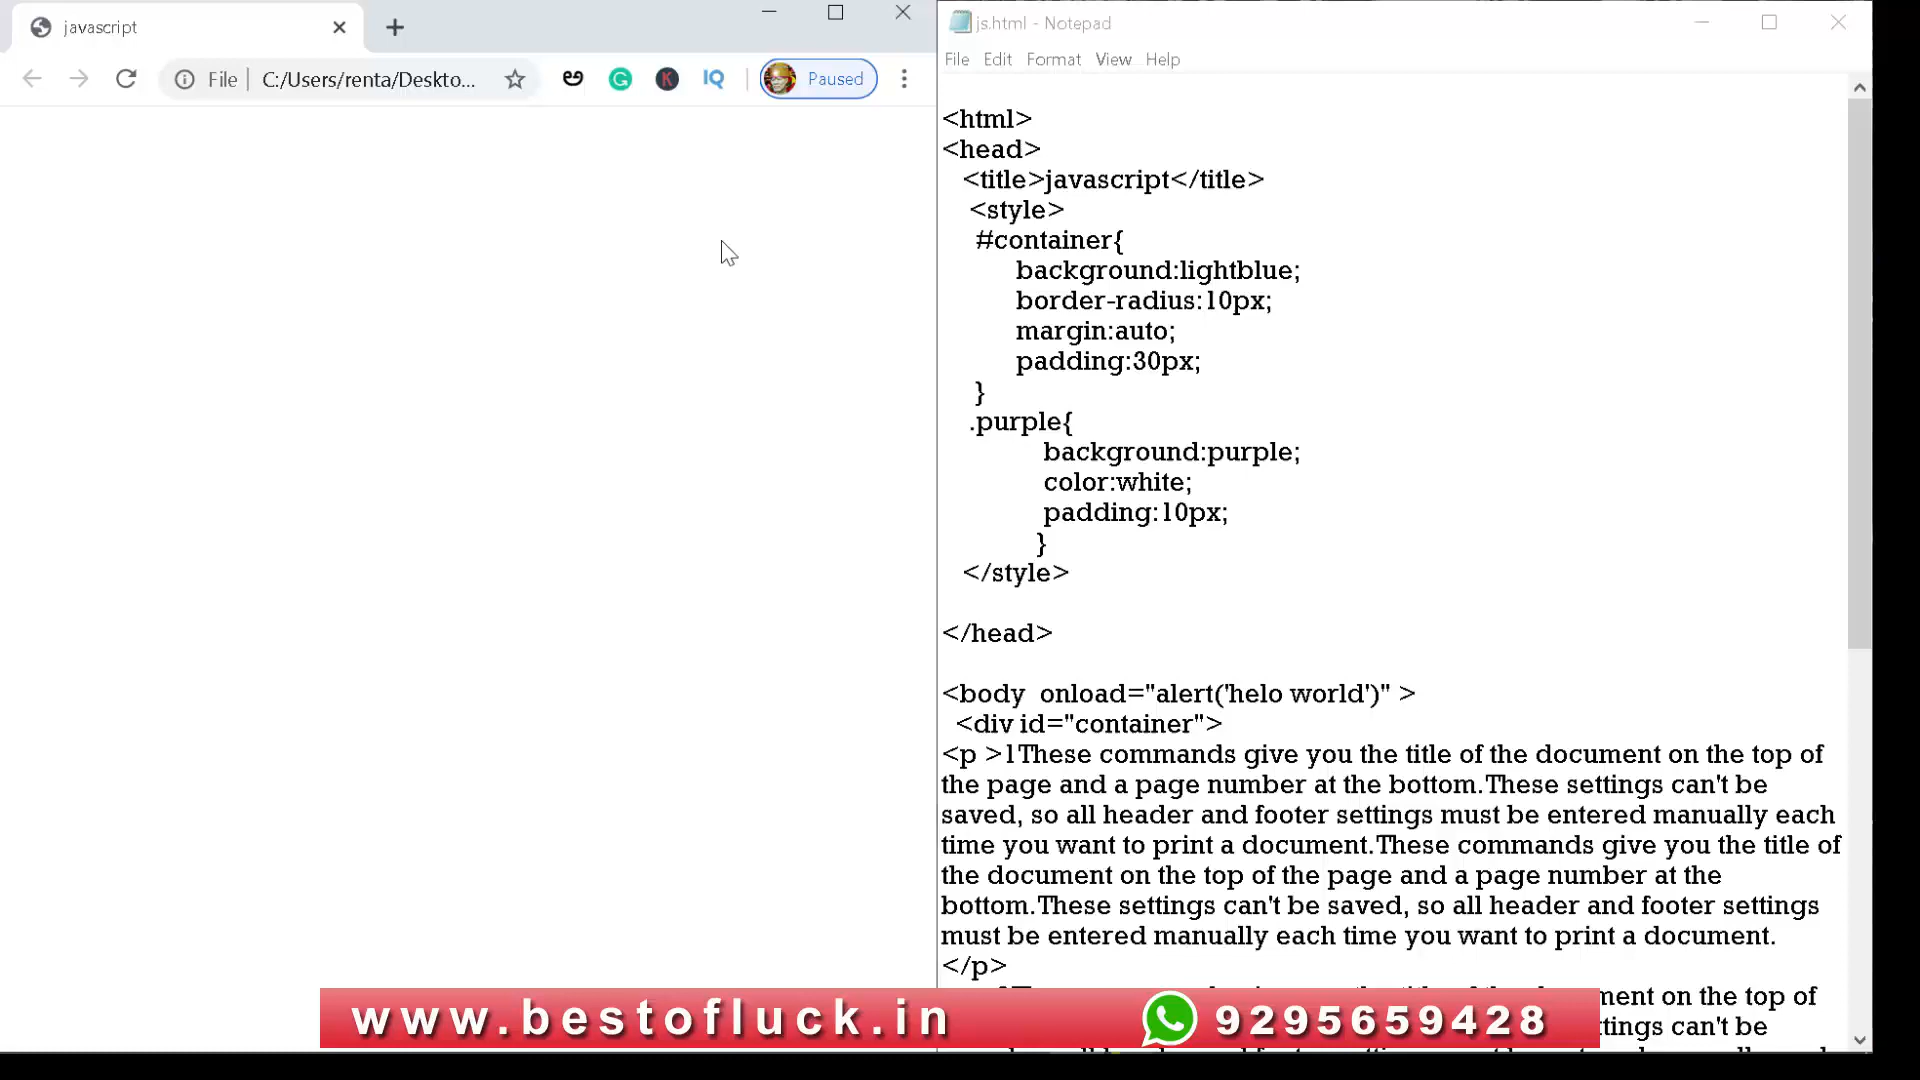 javascript
File
C:/Users/renta/Deskto...
G
K
IQ
Paused
js.html - Notepad
File Edit Format View Help
<html>
<head>
<title>javascript</title>
<style>
#container{
background:lightblue;
border-radius:10px;
margin:auto;
padding:30px;
}
.purple{
background:purple;
color:white;
padding:10px;
}
</style>
</head>
<body  onload="alert('helo world')" >
<div id="container">
<p >1These commands give you the title of the document on the top of
the page and a page number at the bottom.These settings can't be
saved, so all header and footer settings must be entered manually each
time you want to print a document.These commands give you the title of
the document on the top of the page and a page number at the
bottom.These settings can't be saved, so all header and footer settings
must be entered manually each time you want to print a document.
</p>
ment on the top of
ttings can't be
www.bestofluck.in
9295659428